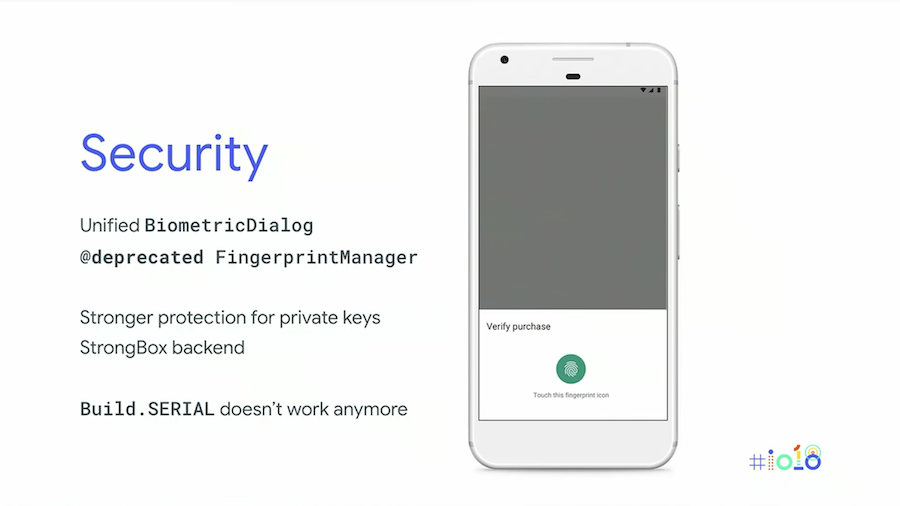 Security
Unified BiometricDialog
@deprecated FingerprintManager
Stronger protection for private keys
StrongBox backend
Build.SERIAL doesn’t work anymore
Verify purchase
Touch this fingerprint icon
#io18